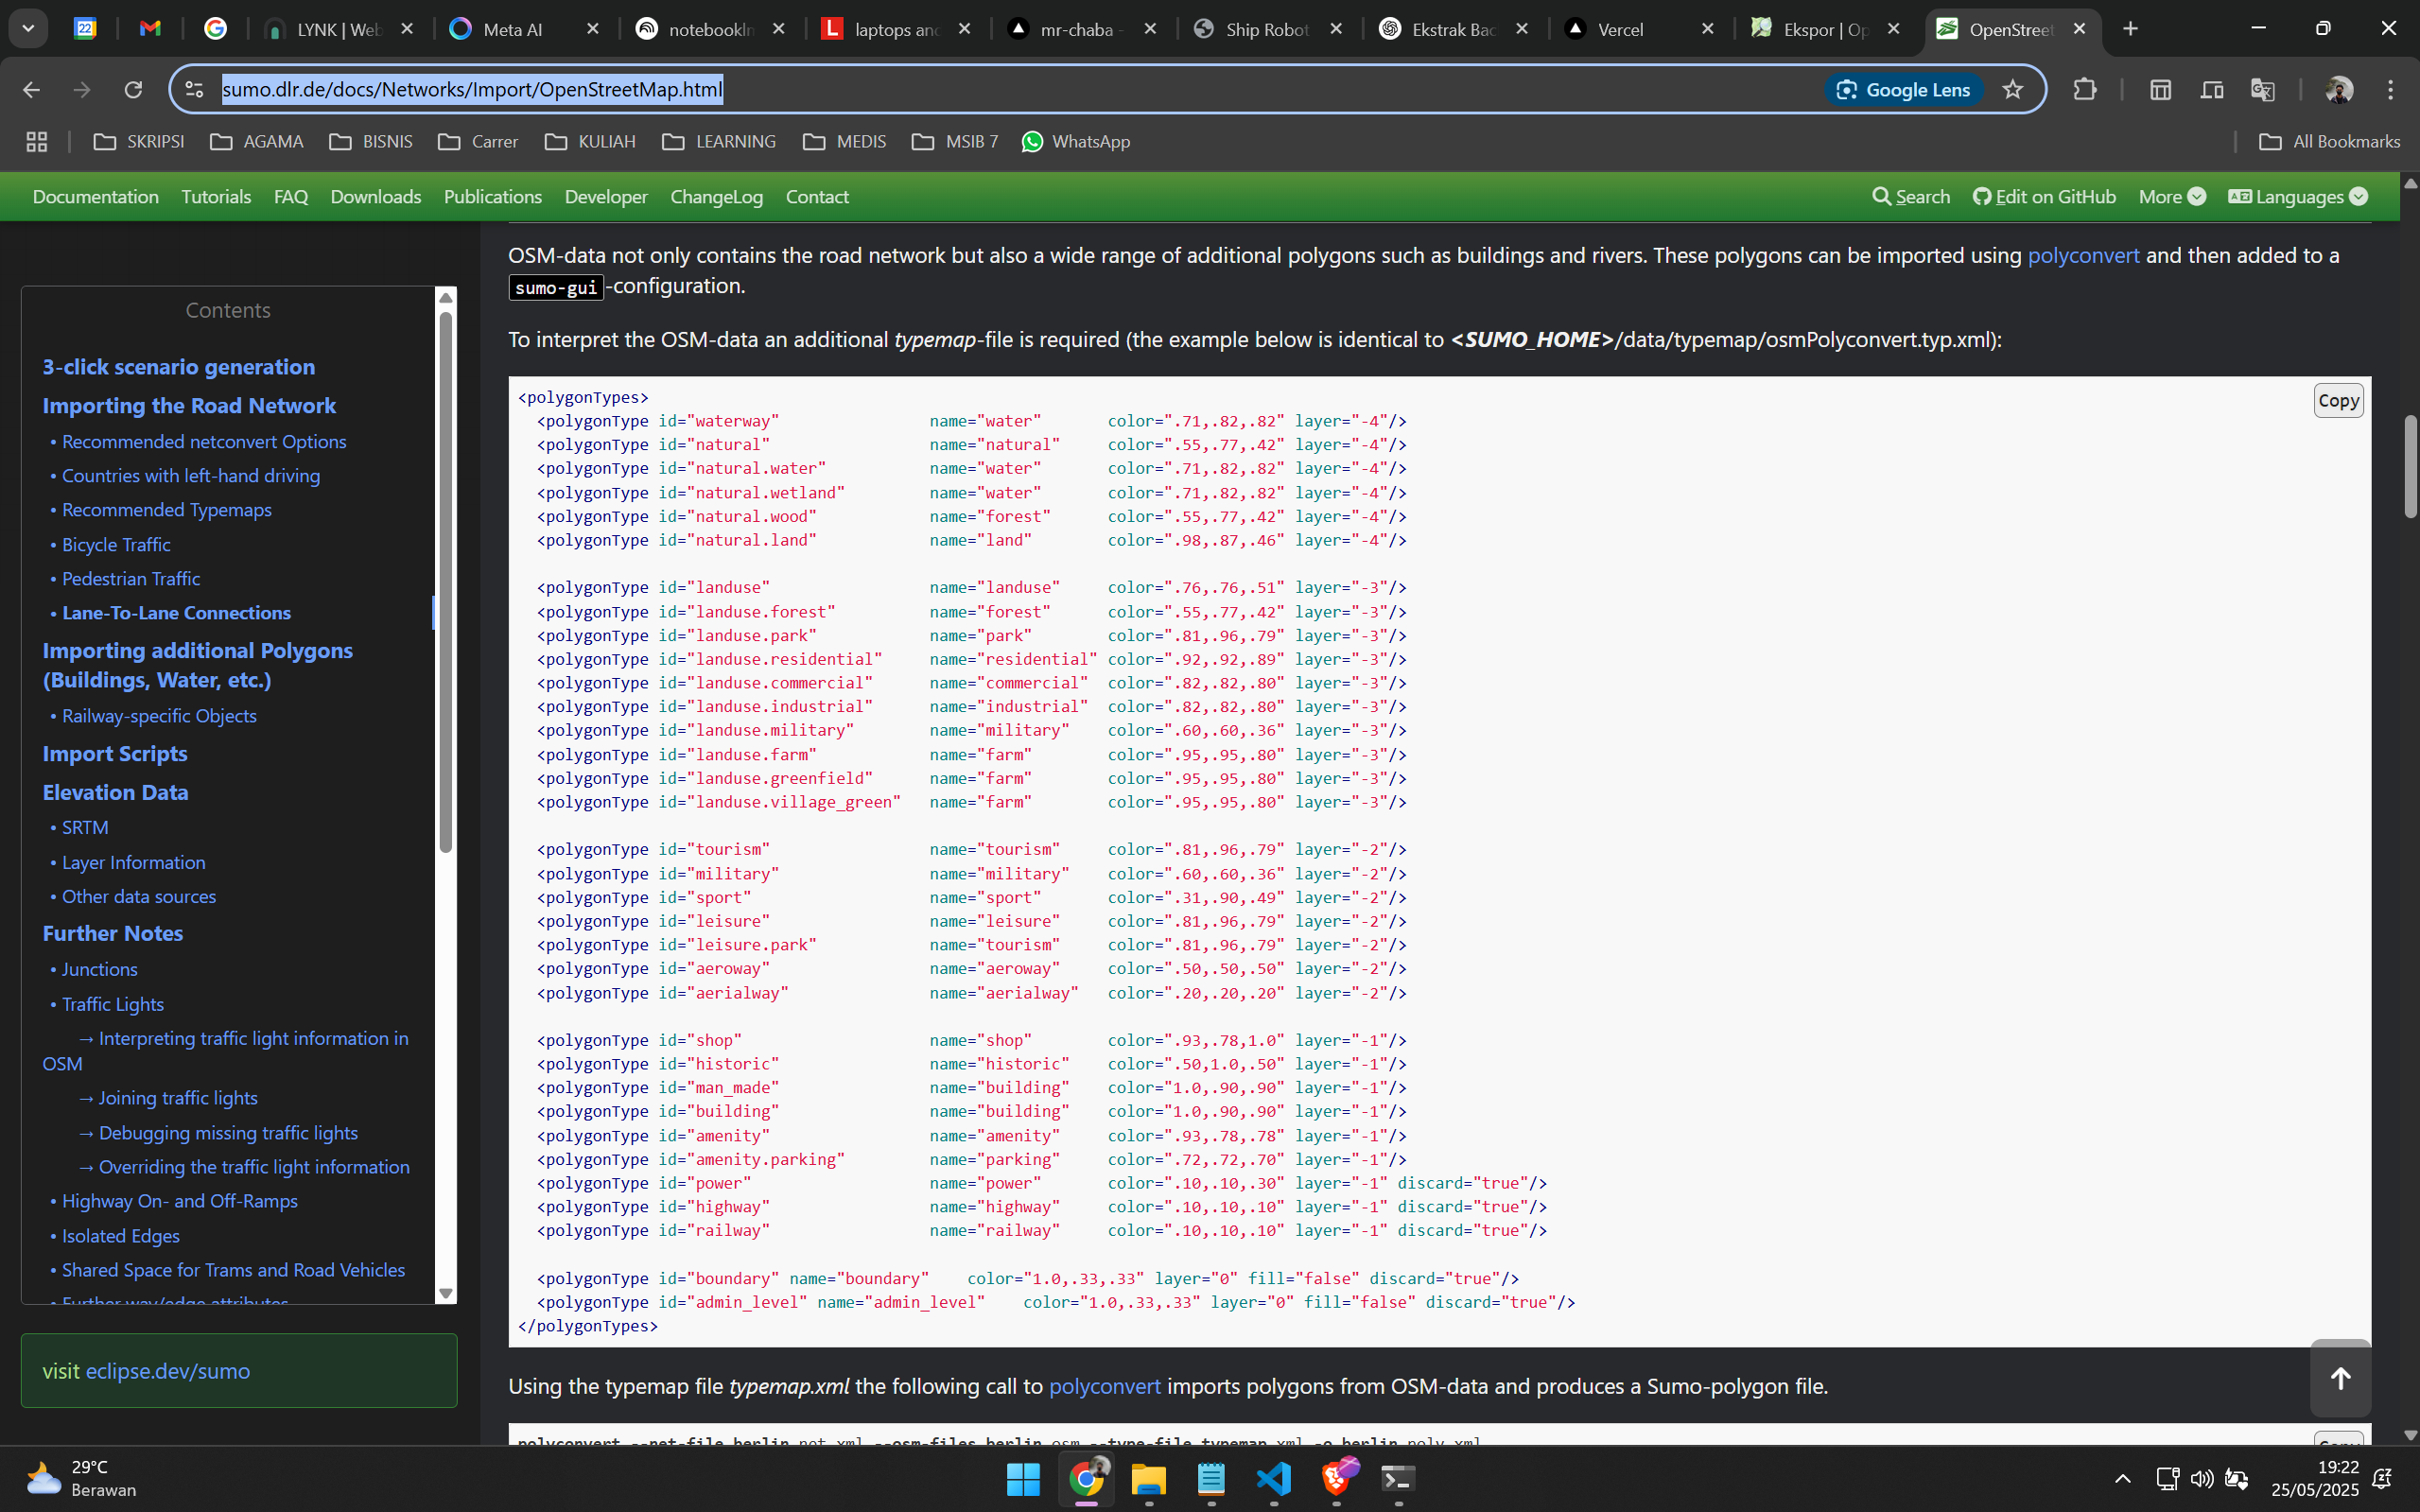 22
LYNK | Web
Meta AI
notebookln
laptops and
mr-chaba -
Ship Robot
Ekstrak Bac
Vercel
Ekspor | Op
OpenStreet
sumo.dlr.de/docs/Networks/Import/OpenStreetMap.html
Google Lens
SKRIPSI
AGAMA
BISNIS
Carrer
KULIAH
LEARNING
MEDIS
MSIB 7
WhatsApp
All Bookmarks
Documentation Tutorials FAQ Downloads Publications Developer ChangeLog Contact
Search Edit on GitHub More Languages
Contents
3-click scenario generation
Importing the Road Network
• Recommended netconvert Options
• Countries with left-hand driving
• Recommended Typemaps
• Bicycle Traffic
• Pedestrian Traffic
• Lane-To-Lane Connections
Importing additional Polygons
(Buildings, Water, etc.)
• Railway-specific Objects
Import Scripts
Elevation Data
• SRTM
• Layer Information
• Other data sources
Further Notes
• Junctions
• Traffic Lights
→ Interpreting traffic light information in
OSM
→ Joining traffic lights
→ Debugging missing traffic lights
→ Overriding the traffic light information
• Highway On- and Off-Ramps
• Isolated Edges
• Shared Space for Trams and Road Vehicles
• Further way/edge attributes
visit eclipse.dev/sumo
OSM-data not only contains the road network but also a wide range of additional polygons such as buildings and rivers. These polygons can be imported using polyconvert and then added to a
sumo-gui-configuration.
To interpret the OSM-data an additional typemap-file is required (the example below is identical to <SUMO_HOME>/data/typemap/osmPolyconvert.typ.xml):
Copy
<polygonTypes>
<polygonType id="waterway" name="water" color=".71,.82,.82" layer="-4"/>
<polygonType id="natural" name="natural" color=".55,.77,.42" layer="-4"/>
<polygonType id="natural.water" name="water" color=".71,.82,.82" layer="-4"/>
<polygonType id="natural.wetland" name="water" color=".71,.82,.82" layer="-4"/>
<polygonType id="natural.wood" name="forest" color=".55,.77,.42" layer="-4"/>
<polygonType id="natural.land" name="land" color=".98,.87,.46" layer="-4"/>
<polygonType id="landuse" name="landuse" color=".76,.76,.51" layer="-3"/>
<polygonType id="landuse.forest" name="forest" color=".55,.77,.42" layer="-3"/>
<polygonType id="landuse.park" name="park" color=".81,.96,.79" layer="-3"/>
<polygonType id="landuse.residential" name="residential" color=".92,.92,.89" layer="-3"/>
<polygonType id="landuse.commercial" name="commercial" color=".82,.82,.80" layer="-3"/>
<polygonType id="landuse.industrial" name="industrial" color=".82,.82,.80" layer="-3"/>
<polygonType id="landuse.military" name="military" color=".60,.60,.36" layer="-3"/>
<polygonType id="landuse.farm" name="farm" color=".95,.95,.80" layer="-3"/>
<polygonType id="landuse.greenfield" name="farm" color=".95,.95,.80" layer="-3"/>
<polygonType id="landuse.village_green" name="farm" color=".95,.95,.80" layer="-3"/>
<polygonType id="tourism" name="tourism" color=".81,.96,.79" layer="-2"/>
<polygonType id="military" name="military" color=".60,.60,.36" layer="-2"/>
<polygonType id="sport" name="sport" color=".31,.90,.49" layer="-2"/>
<polygonType id="leisure" name="leisure" color=".81,.96,.79" layer="-2"/>
<polygonType id="leisure.park" name="tourism" color=".81,.96,.79" layer="-2"/>
<polygonType id="aeroway" name="aeroway" color=".50,.50,.50" layer="-2"/>
<polygonType id="aerialway" name="aerialway" color=".20,.20,.20" layer="-2"/>
<polygonType id="shop" name="shop" color=".93,.78,1.0" layer="-1"/>
<polygonType id="historic" name="historic" color=".50,1.0,.50" layer="-1"/>
<polygonType id="man_made" name="building" color="1.0,.90,.90" layer="-1"/>
<polygonType id="building" name="building" color="1.0,.90,.90" layer="-1"/>
<polygonType id="amenity" name="amenity" color=".93,.78,.78" layer="-1"/>
<polygonType id="amenity.parking" name="parking" color=".72,.72,.70" layer="-1"/>
<polygonType id="power" name="power" color=".10,.10,.30" layer="-1" discard="true"/>
<polygonType id="highway" name="highway" color=".10,.10,.10" layer="-1" discard="true"/>
<polygonType id="railway" name="railway" color=".10,.10,.10" layer="-1" discard="true"/>
<polygonType id="boundary" name="boundary" color="1.0,.33,.33" layer="0" fill="false" discard="true"/>
<polygonType id="admin_level" name="admin_level" color="1.0,.33,.33" layer="0" fill="false" discard="true"/>
</polygonTypes>
Using the typemap file typemap.xml the following call to polyconvert imports polygons from OSM-data and produces a Sumo-polygon file.
polyconvert --net-file berlin.net.xml --osm-files berlin.osm --type-file typemap.xml -o berlin.poly.xml
Copy
29°C
Berawan
19:22
25/05/2025